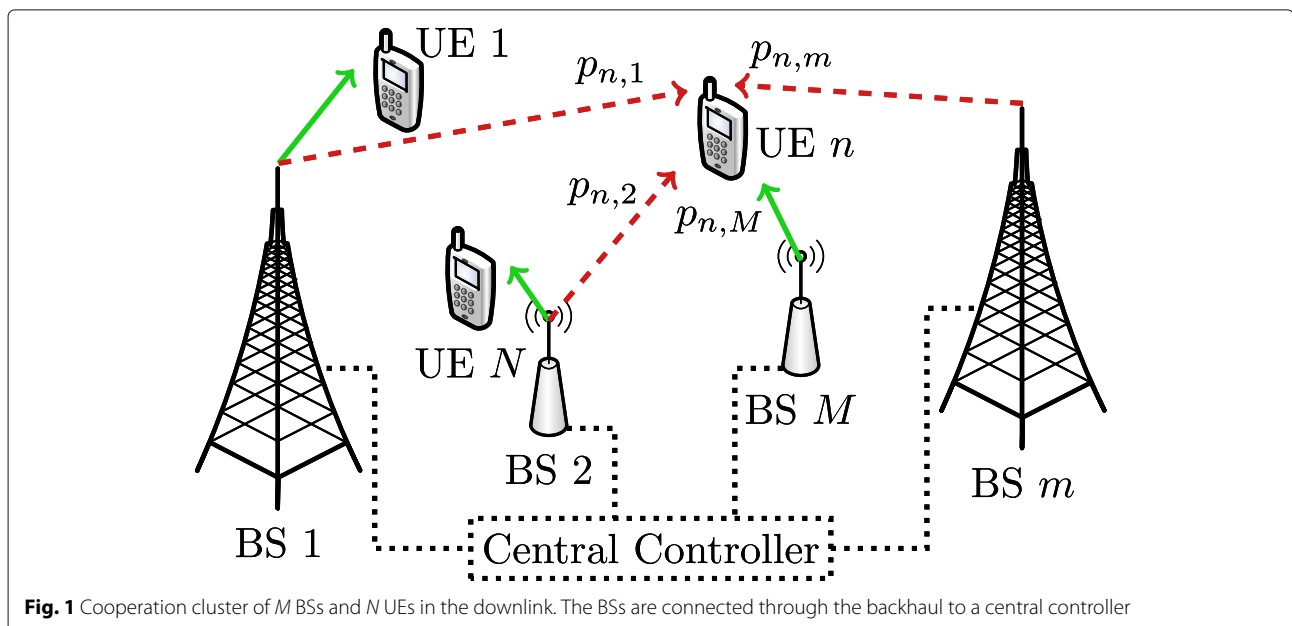 UE 1
p_{n,1}
p_{n,m}
UE n
p_{n,2}
p_{n,M}
UE N
BS 2
BS M
BS m
BS 1
Central Controller
Fig. 1 Cooperation cluster of M BSs and N UEs in the downlink. The BSs are connected through the backhaul to a central controller